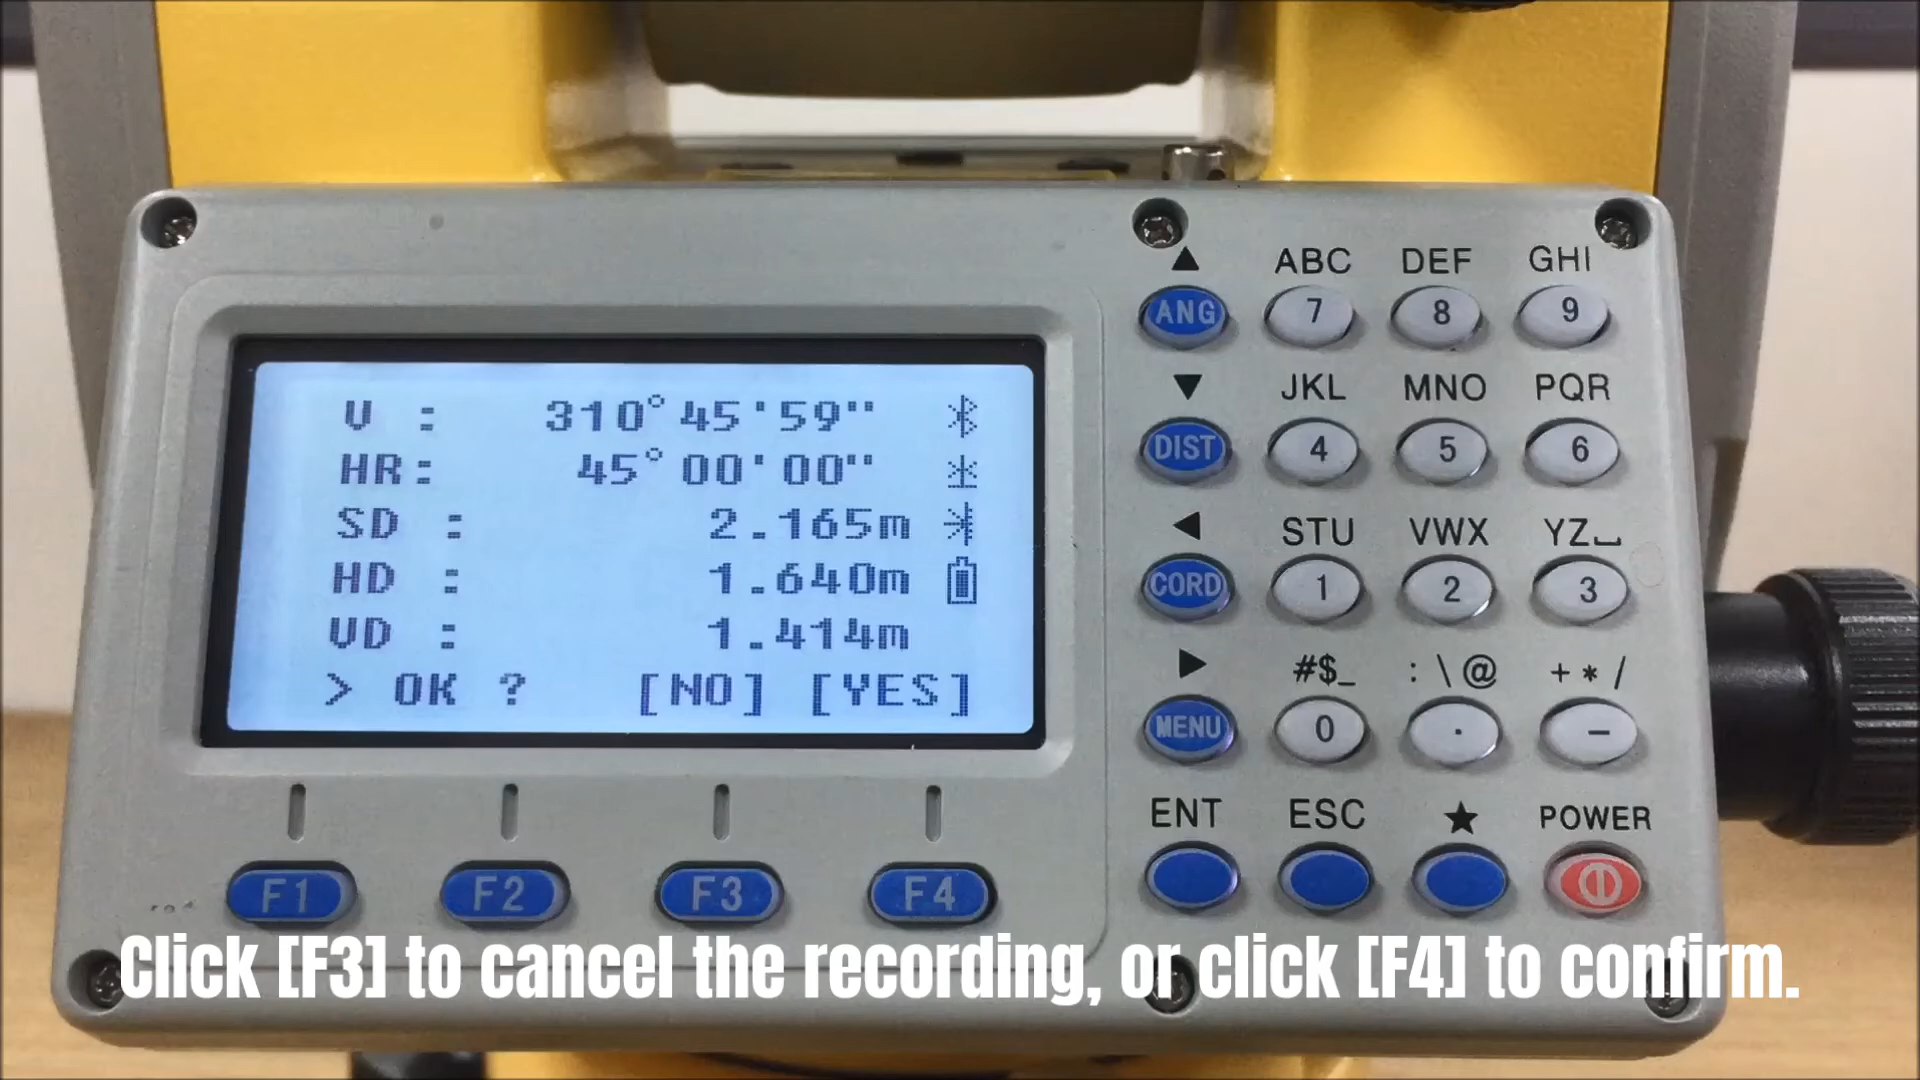 V : 310°45'59"
HR: 45°00'00"
SD : 2.165m
HD : 1.640m
VD : 1.414m
> OK ? [NO] [YES]
▲ ABC DEF GHI
ANG 7 8 9
▼ JKL MNO PQR
DIST 4 5 6
◀ STU VWX YZ⎵
CORD 1 2 3
▶ #$_ :\@ +*/
MENU 0 . -
ENT ESC ★ POWER
F1 F2 F3 F4
Click [F3] to cancel the recording, or click [F4] to confirm.